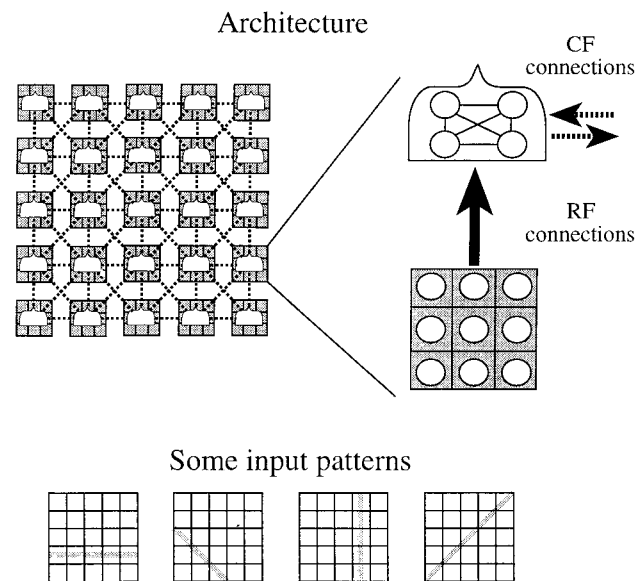 Architecture
CF
connections
RF
connections
Some input patterns